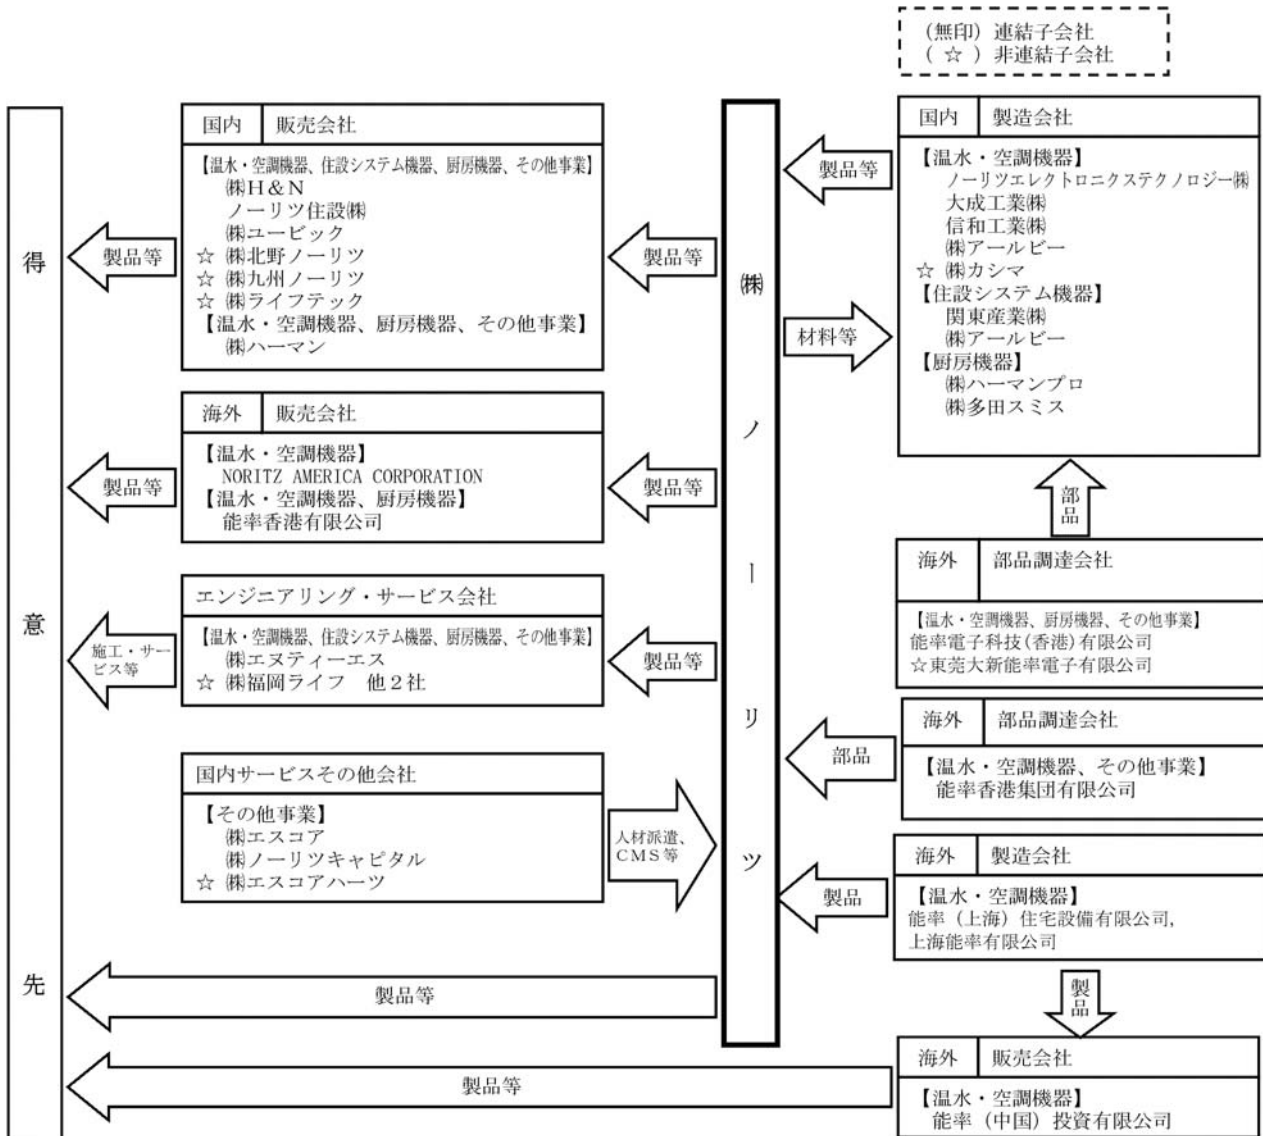 (無印) 連結子会社
( ☆ ) 非連結子会社
得意先
国内 販売会社
【温水・空調機器、住設システム機器、厨房機器、その他事業】
㈱H＆N
ノーリツ住設㈱
㈱ユービック
☆ ㈱北野ノーリツ
☆ ㈱九州ノーリツ
☆ ㈱ライフテック
【温水・空調機器、厨房機器、その他事業】
㈱ハーマン
製品等
製品等
海外 販売会社
【温水・空調機器】
NORITZ AMERICA CORPORATION
【温水・空調機器、厨房機器】
能率香港有限公司
製品等
製品等
エンジニアリング・サービス会社
【温水・空調機器、住設システム機器、厨房機器、その他事業】
㈱エヌティーエス
☆ ㈱福岡ライフ 他２社
施工・サー
ビス等
製品等
国内サービスその他会社
【その他事業】
㈱エスコア
㈱ノーリツキャピタル
☆ ㈱エスコアハーツ
人材派遣、
ＣＭＳ等
製品等
製品等
㈱ノーリツ
製品等
材料等
国内 製造会社
【温水・空調機器】
ノーリツエレクトロニクステクノロジー㈱
大成工業㈱
信和工業㈱
㈱アールビー
☆ ㈱カシマ
【住設システム機器】
関東産業㈱
㈱アールビー
【厨房機器】
㈱ハーマンプロ
㈱多田スミス
部品
海外 部品調達会社
【温水・空調機器、厨房機器、その他事業】
能率電子科技(香港)有限公司
☆東莞大新能率電子有限公司
部品
海外 部品調達会社
【温水・空調機器、その他事業】
能率香港集団有限公司
製品
海外 製造会社
【温水・空調機器】
能率（上海）住宅設備有限公司,
上海能率有限公司
製品
海外 販売会社
【温水・空調機器】
能率（中国）投資有限公司